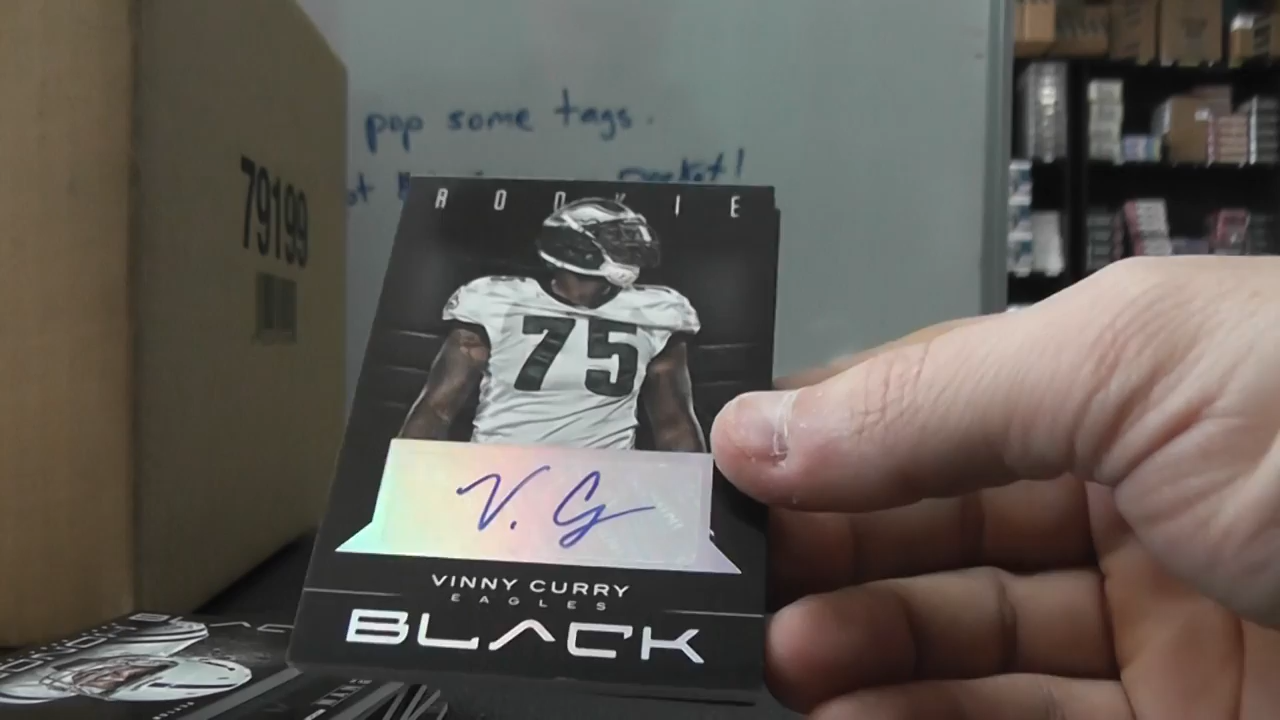 pop some tags.
79199
ROOKIE
75
V. C
VINNY CURRY
EAGLES
BLACK